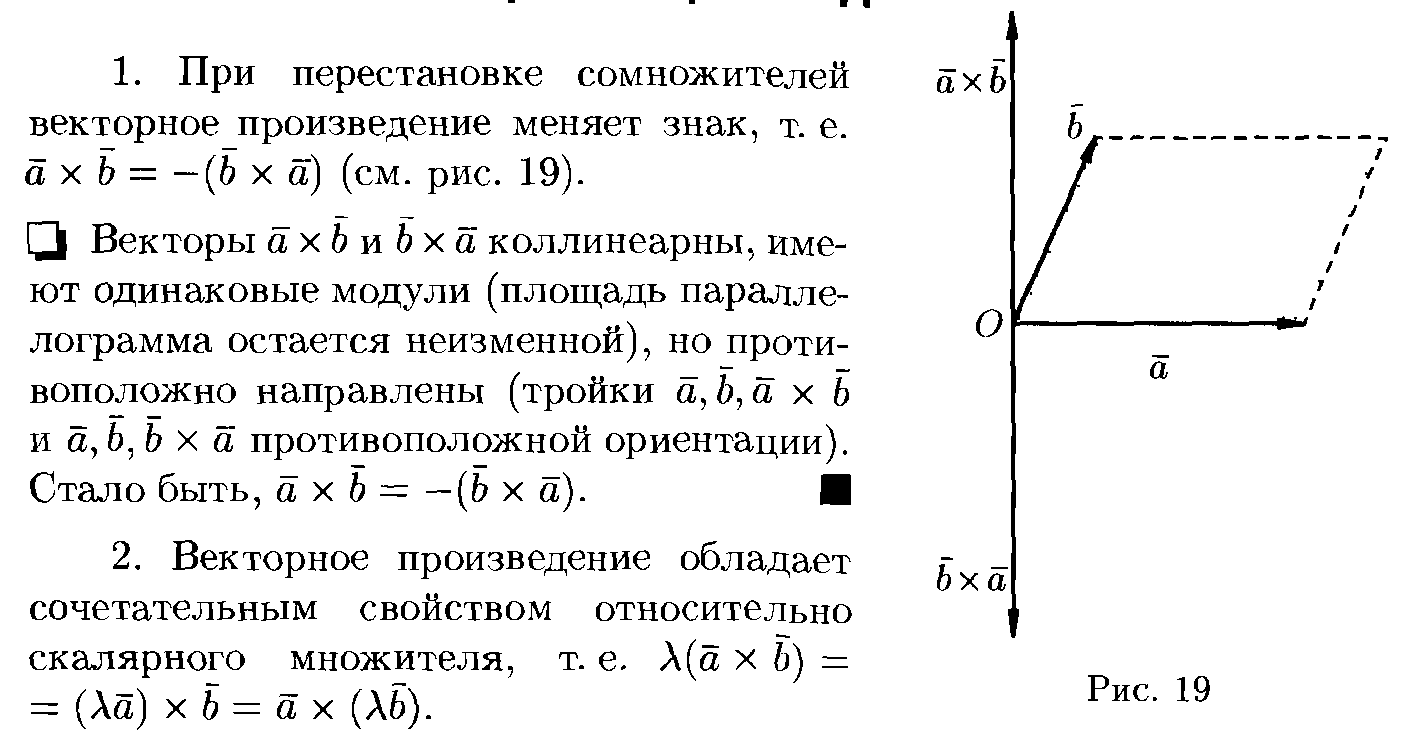 1. При перестановке сомножителей
векторное произведение меняет знак, т. е.
ā × b̄ = −(b̄ × ā) (см. рис. 19).
Векторы ā × b̄ и b̄ × ā коллинеарны, име-
ют одинаковые модули (площадь паралле-
лограмма остается неизменной), но проти-
воположно направлены (тройки ā, b̄, ā × b̄
и ā, b̄, b̄ × ā противоположной ориентации).
Стало быть, ā × b̄ = −(b̄ × ā).
2. Векторное произведение обладает
сочетательным свойством относительно
скалярного множителя, т. е. λ(ā × b̄) =
= (λā) × b̄ = ā × (λb̄).
ā × b̄
b̄
O
ā
b̄ × ā
Рис. 19